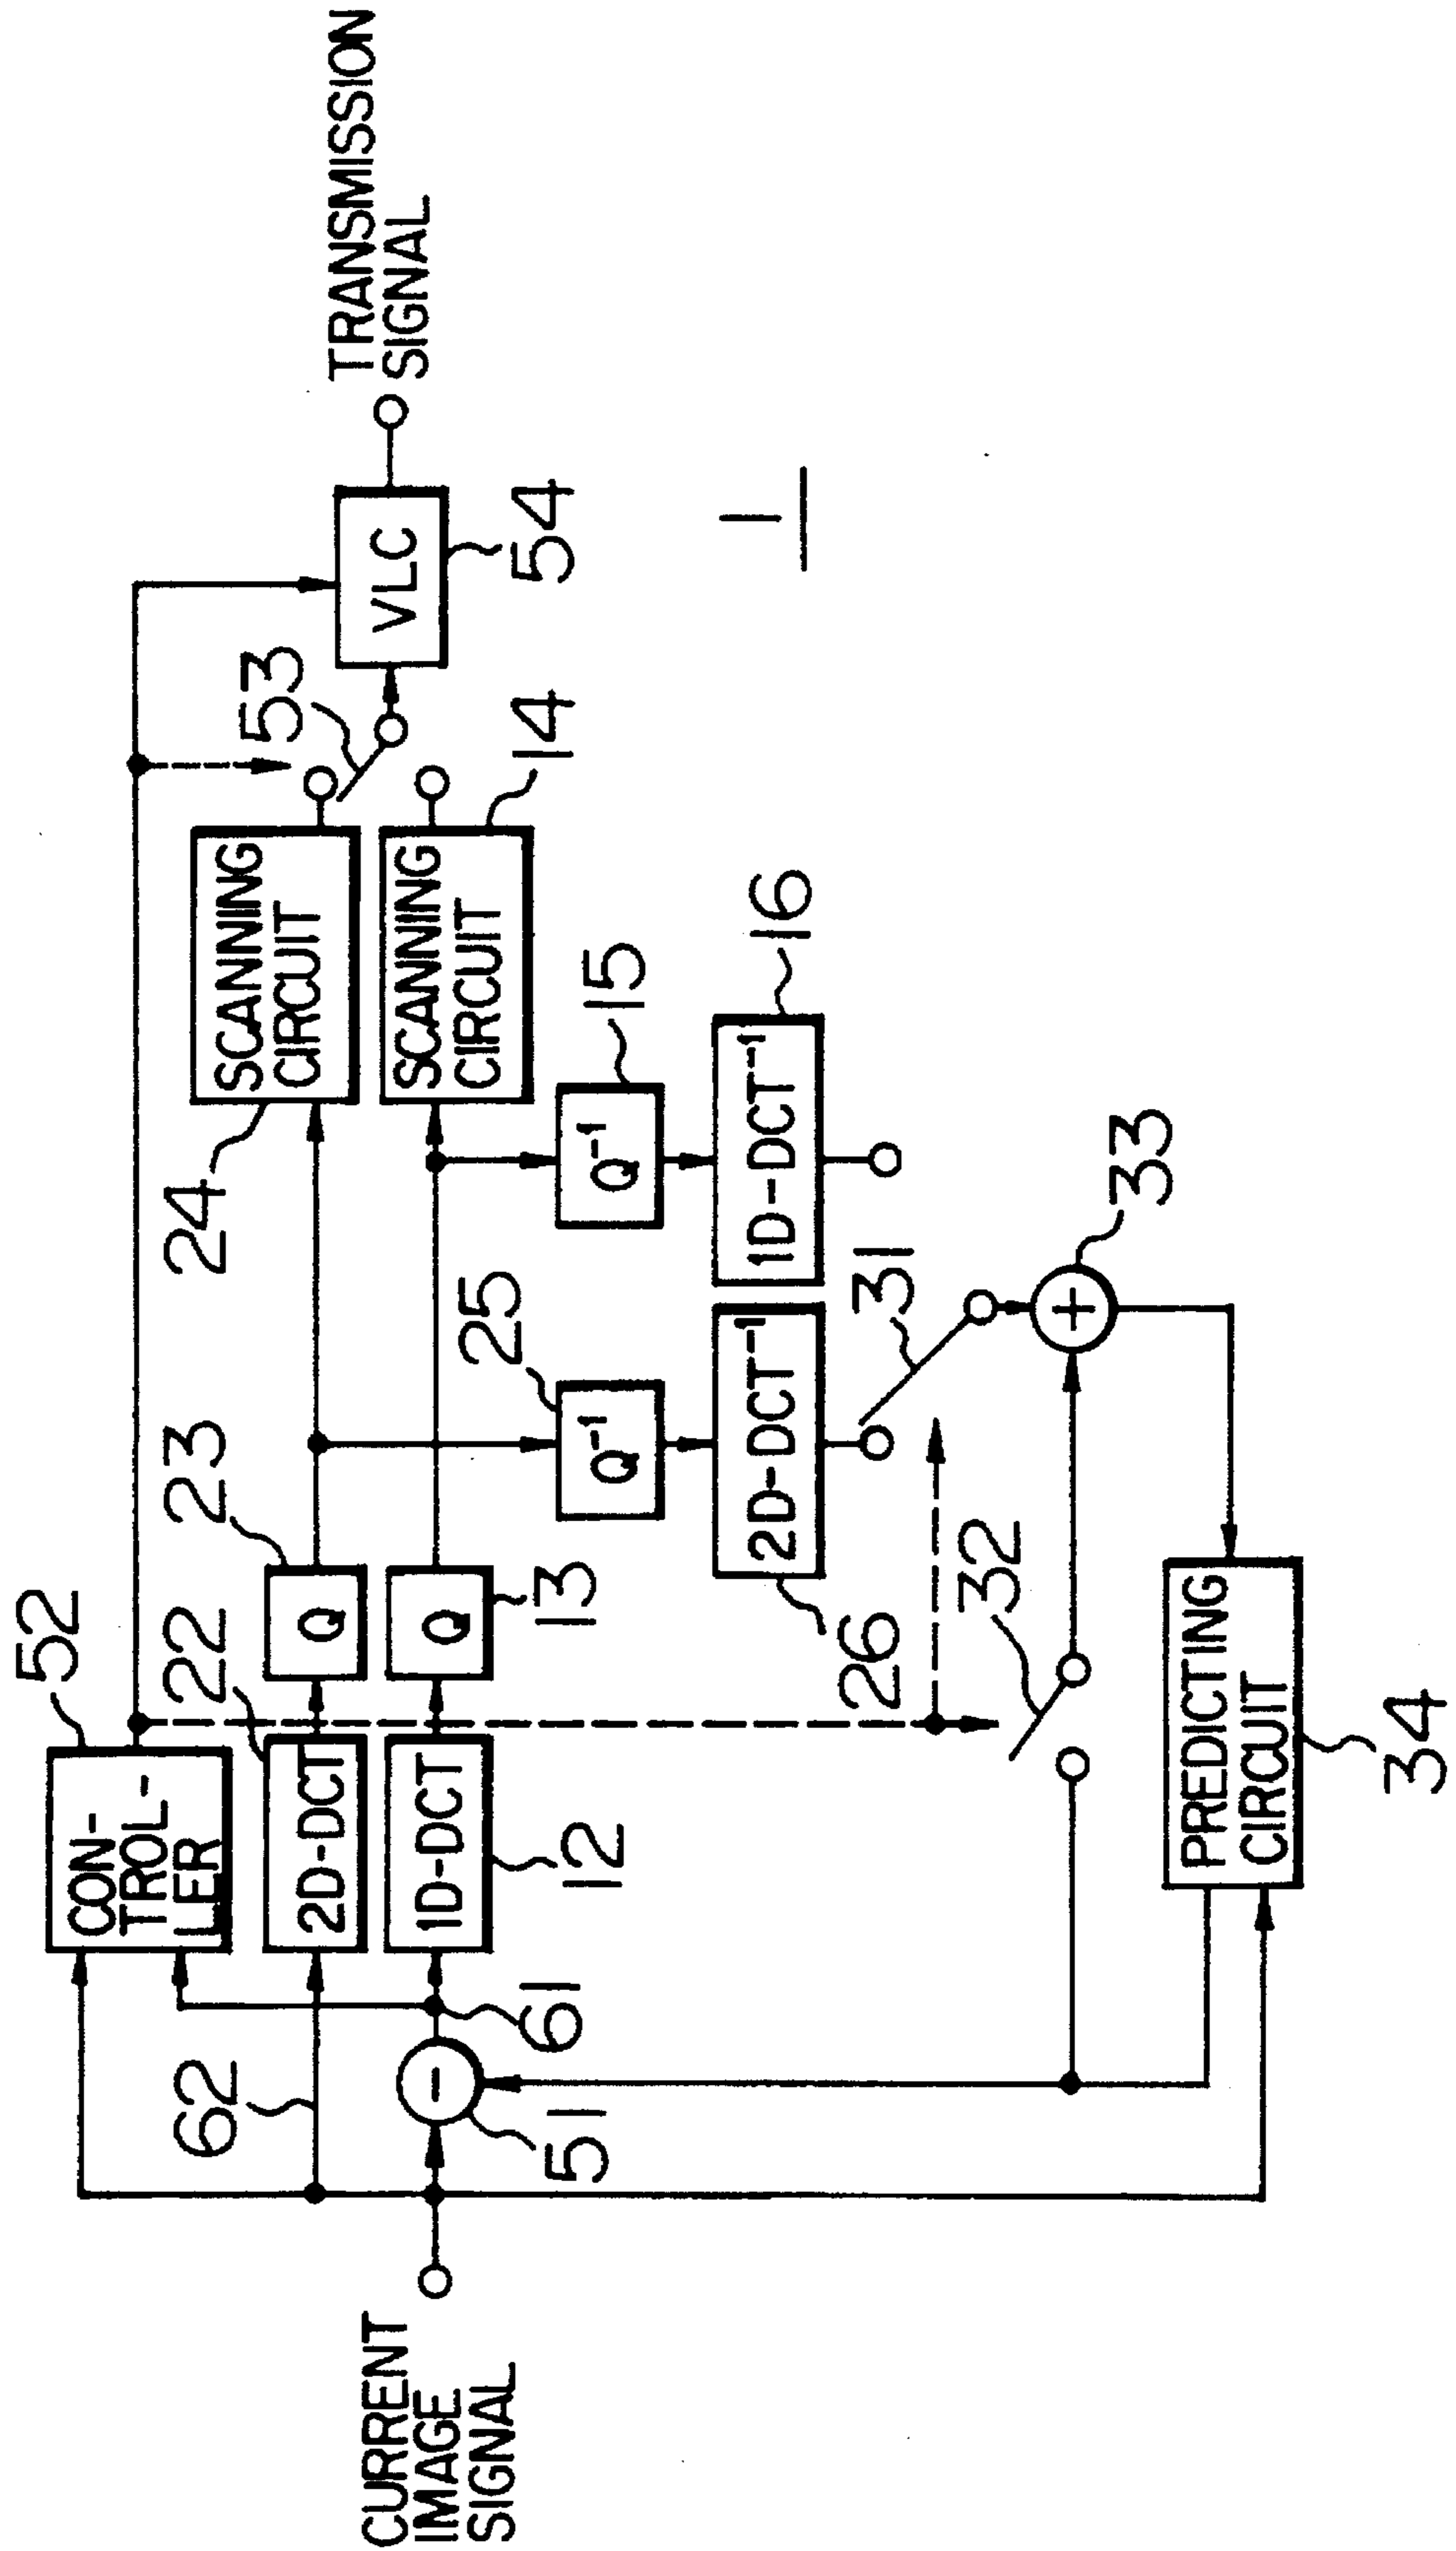 52
CON-
TROL-
LER
22
23
24
SCANNING
CIRCUIT
53
TRANSMISSION
SIGNAL
62
2D-DCT
Q
VLC
54
CURRENT
IMAGE
SIGNAL
1D-DCT
Q
SCANNING
CIRCUIT
14
51
61
12
13
25
15
Q⁻¹
Q⁻¹
16
1
2D-DCT⁻¹
1D-DCT⁻¹
26
31
32
33
+
−
PREDICTING
CIRCUIT
34